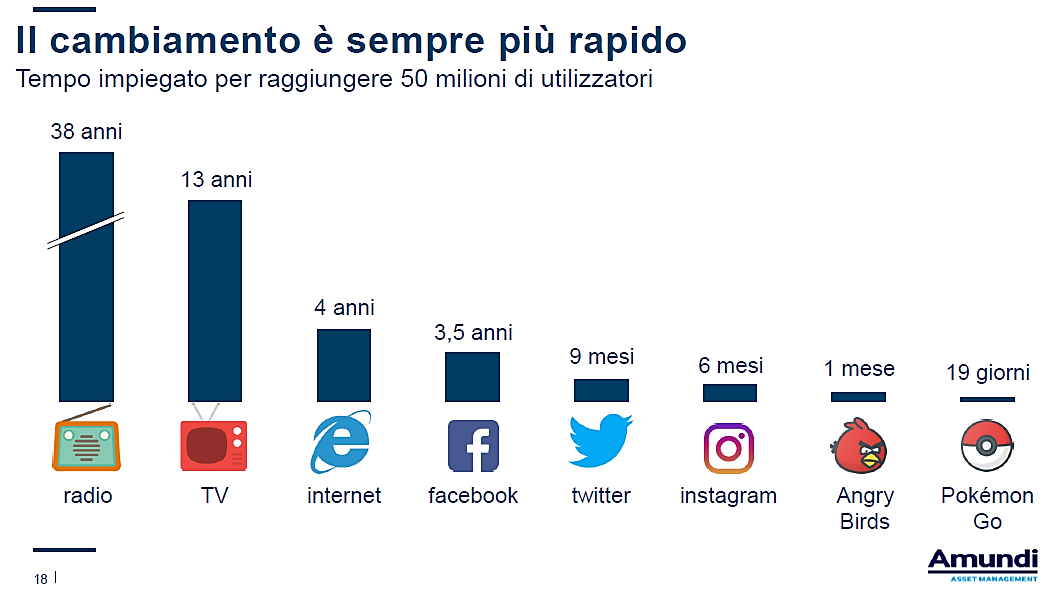 Il cambiamento è sempre più rapido
Tempo impiegato per raggiungere 50 milioni di utilizzatori
38 anni
13 anni
4 anni
3,5 anni
9 mesi
6 mesi
1 mese
19 giorni
radio
TV
internet
facebook
twitter
instagram
Angry
Birds
Pokémon
Go
18
Amundi
ASSET MANAGEMENT